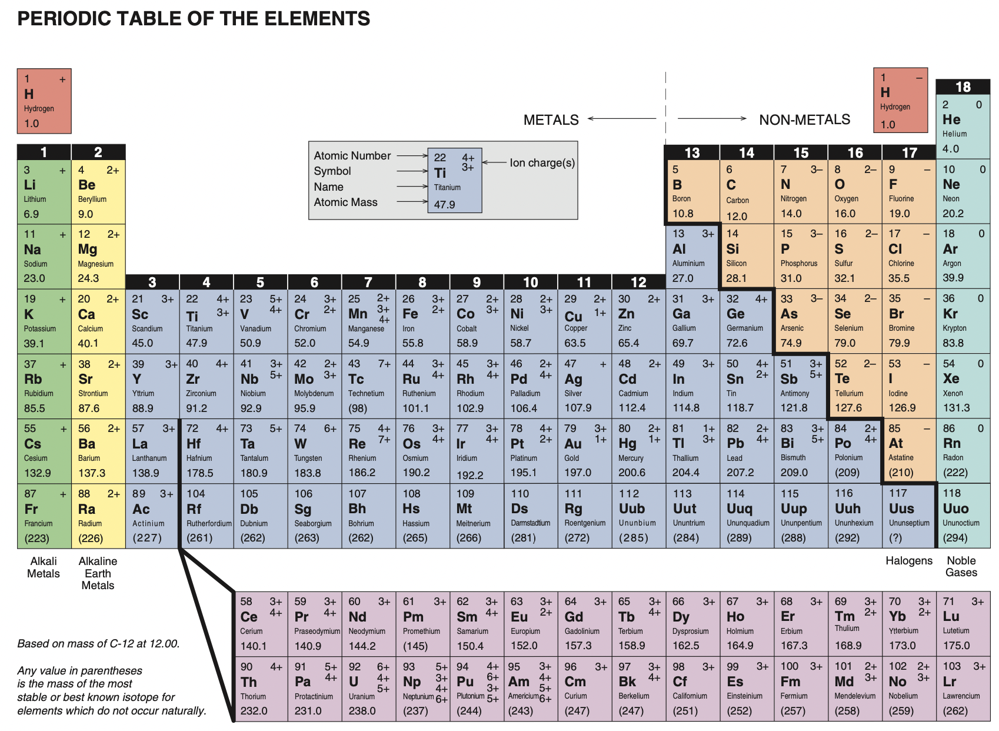 PERIODIC TABLE OF THE ELEMENTS
1 +
H
Hydrogen
1.0
METALS
NON-METALS
1 –
H
Hydrogen
1.0
18
2 0
He
Helium
4.0
Atomic Number
Symbol
Name
Atomic Mass
22 4+
Ti 3+
Titanium
47.9
Ion charge(s)
1 2 13 14 15 16 17
3 + 4 2+ 5 6 7 3– 8 2– 9 – 10 0
Li Be B C N O F Ne
Lithium Beryllium Boron Carbon Nitrogen Oxygen Fluorine Neon
6.9 9.0 10.8 12.0 14.0 16.0 19.0 20.2
11 + 12 2+ 13 3+ 14 15 3– 16 2– 17 – 18 0
Na Mg Al Si P S Cl Ar
Sodium Magnesium Aluminium Silicon Phosphorus Sulfur Chlorine Argon
23.0 24.3 27.0 28.1 31.0 32.1 35.5 39.9
3 4 5 6 7 8 9 10 11 12
19 + 20 2+ 21 3+ 22 4+ 23 5+ 24 3+ 25 2+ 26 3+ 27 2+ 28 2+ 29 2+ 30 2+ 31 3+ 32 4+ 33 3– 34 2– 35 – 36 0
K Ca Sc Ti 3+ V 4+ Cr 2+ Mn 3+ 4+ Fe 2+ Co 3+ Ni 3+ Cu 1+ Zn Ga Ge As Se Br Kr
Potassium Calcium Scandium Titanium Vanadium Chromium Manganese Iron Cobalt Nickel Copper Zinc Gallium Germanium Arsenic Selenium Bromine Krypton
39.1 40.1 45.0 47.9 50.9 52.0 54.9 55.8 58.9 58.7 63.5 65.4 69.7 72.6 74.9 79.0 79.9 83.8
37 + 38 2+ 39 3+ 40 4+ 41 3+ 42 2+ 43 7+ 44 3+ 45 3+ 46 2+ 47 + 48 2+ 49 3+ 50 4+ 51 3+ 52 2– 53 – 54 0
Rb Sr Y Zr Nb 5+ Mo 3+ Tc Ru 4+ Rh 4+ Pd 4+ Ag Cd In Sn 2+ Sb 5+ Te I Xe
Rubidium Strontium Yttrium Zirconium Niobium Molybdenum Technetium Ruthenium Rhodium Palladium Silver Cadmium Indium Tin Antimony Tellurium Iodine Xenon
85.5 87.6 88.9 91.2 92.9 95.9 (98) 101.1 102.9 106.4 107.9 112.4 114.8 118.7 121.8 127.6 126.9 131.3
55 + 56 2+ 57 3+ 72 4+ 73 5+ 74 6+ 75 4+ 76 3+ 77 3+ 78 4+ 79 3+ 80 2+ 81 1+ 82 2+ 83 3+ 84 2+ 85 – 86 0
Cs Ba La Hf Ta W Re 7+ Os 4+ Ir 4+ Pt 2+ Au 1+ Hg 1+ Tl 3+ Pb 4+ Bi 5+ Po 4+ At Rn
Cesium Barium Lanthanum Hafnium Tantalum Tungsten Rhenium Osmium Iridium Platinum Gold Mercury Thallium Lead Bismuth Polonium Astatine Radon
132.9 137.3 138.9 178.5 180.9 183.8 186.2 190.2 192.2 195.1 197.0 200.6 204.4 207.2 209.0 (209) (210) (222)
87 + 88 2+ 89 3+ 104 105 106 107 108 109 110 111 112 113 114 115 116 117 118
Fr Ra Ac Rf Db Sg Bh Hs Mt Ds Rg Uub Uut Uuq Uup Uuh Uus Uuo
Francium Radium Actinium Rutherfordium Dubnium Seaborgium Bohrium Hassium Meitnerium Darmstadtium Roentgenium Ununbium Ununtrium Ununquadium Ununpentium Ununhexium Ununseptium Ununoctium
(223) (226) (227) (261) (262) (263) (262) (265) (266) (281) (272) (285) (284) (289) (288) (292) (?) (294)
Alkali
Metals
Alkaline
Earth
Metals
Halogens
Noble
Gases
58 3+ 59 3+ 60 3+ 61 3+ 62 3+ 63 3+ 64 3+ 65 3+ 66 3+ 67 3+ 68 3+ 69 3+ 70 3+ 71 3+
Ce 4+ Pr 4+ Nd Pm Sm 4+ Eu 2+ Gd Tb 4+ Dy Ho Er Tm 2+ Yb 2+ Lu
Cerium Praseodymium Neodymium Promethium Samarium Europium Gadolinium Terbium Dysprosium Holmium Erbium Thulium Ytterbium Lutetium
140.1 140.9 144.2 (145) 150.4 152.0 157.3 158.9 162.5 164.9 167.3 168.9 173.0 175.0
90 4+ 91 5+ 92 6+ 93 5+ 94 4+ 95 3+ 96 3+ 97 3+ 98 3+ 99 3+ 100 3+ 101 2+ 102 2+ 103 3+
Th Pa 4+ U 4+ 5+ Np 3+ 4+ Pu 6+ 3+ Am 4+ 5+ Cm Bk 4+ Cf Es Fm Md 3+ No 3+ Lr
Thorium Protactinium Uranium Neptunium 6+ Plutonium 5+ Americium 6+ Curium Berkelium Californium Einsteinium Fermium Mendelevium Nobelium Lawrencium
232.0 231.0 238.0 (237) (244) (243) (247) (247) (251) (252) (257) (258) (259) (262)
Based on mass of C-12 at 12.00.
Any value in parentheses
is the mass of the most
stable or best known isotope for
elements which do not occur naturally.